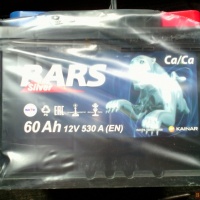 BARS
Silver
Ca/Ca
60 Ah 12V 530 A (EN)
KAINAR